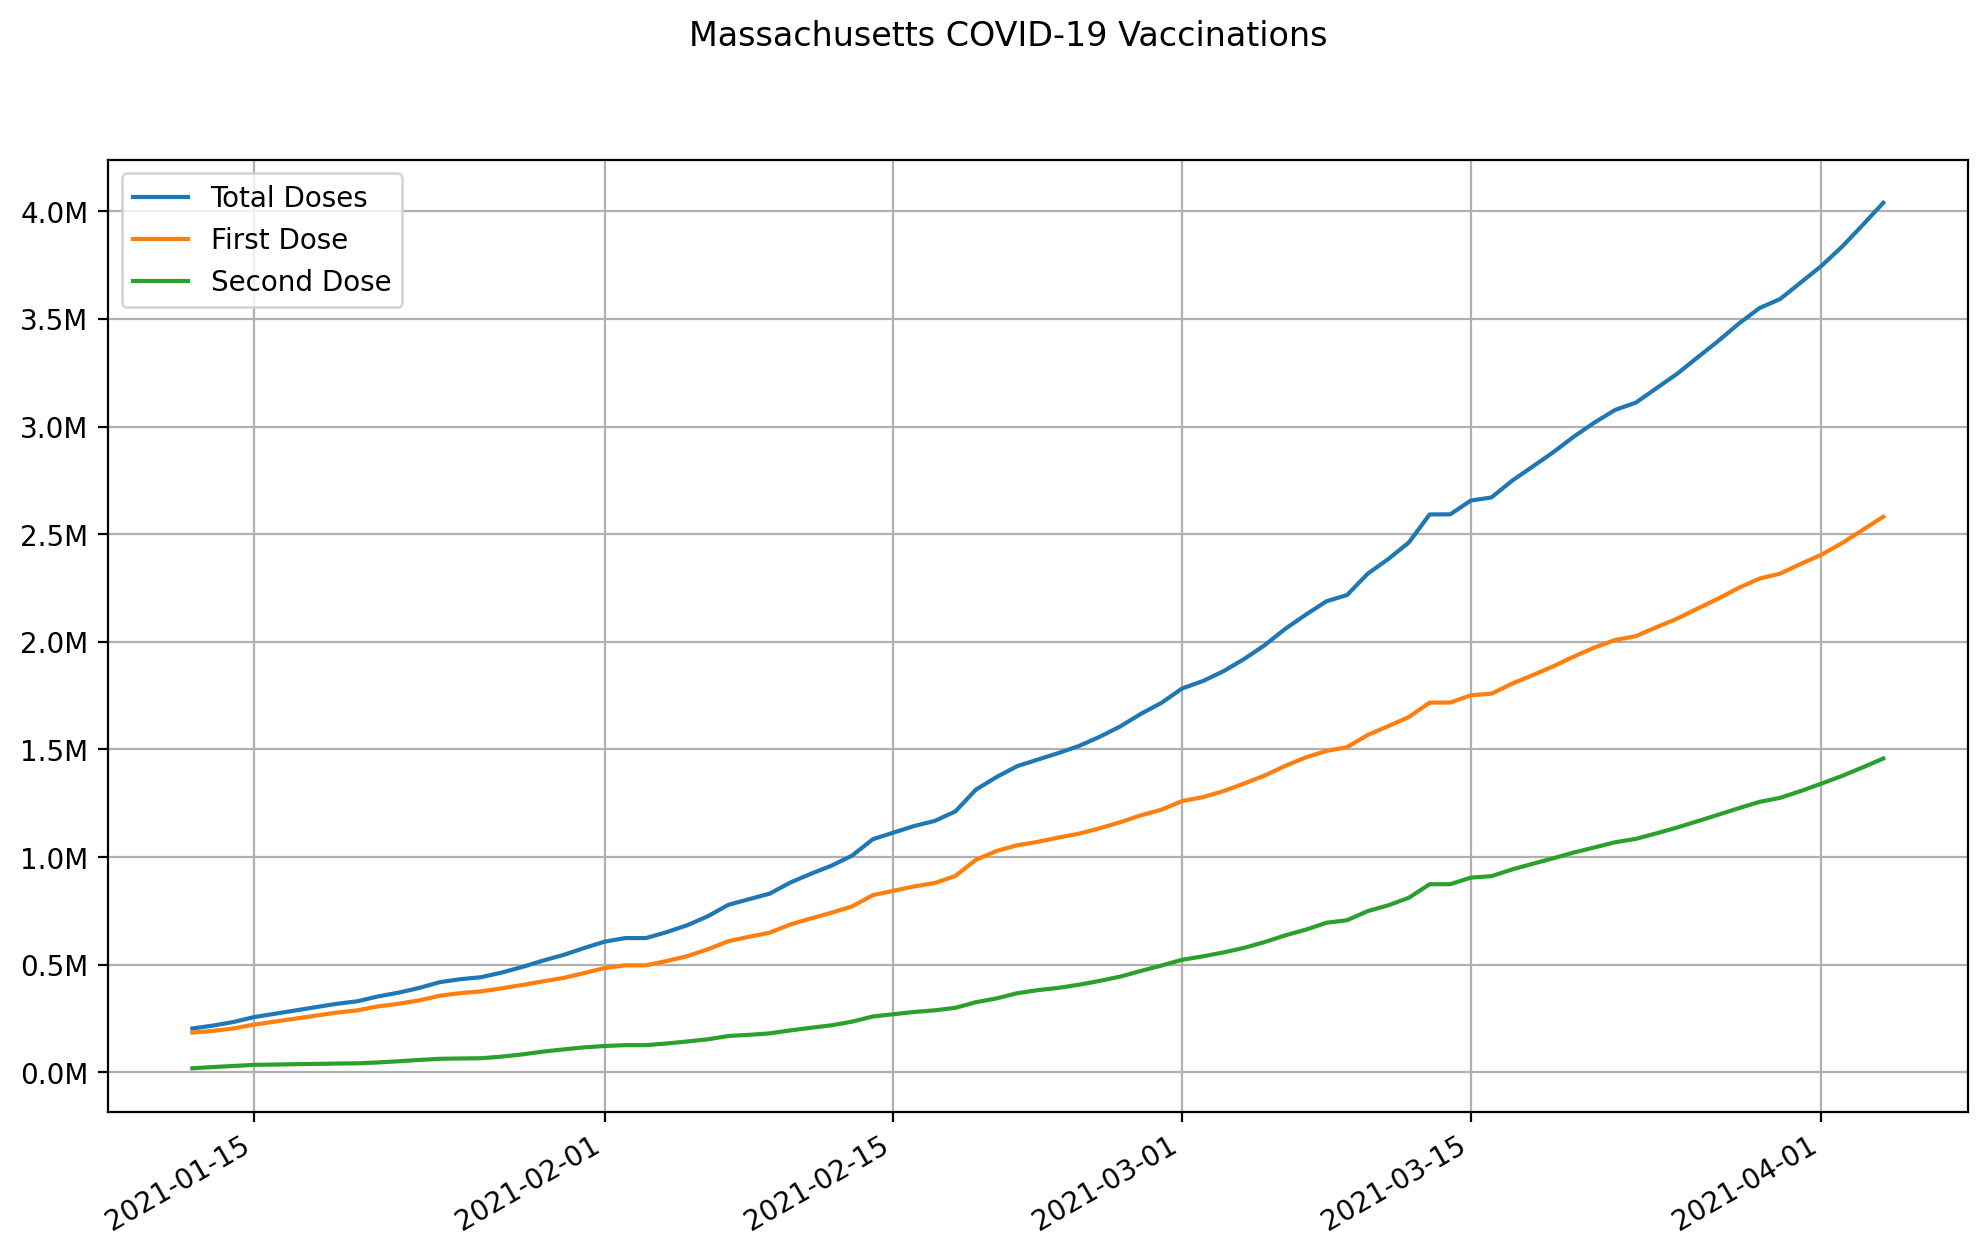 Massachusetts COVID-19 Vaccinations
Total Doses
First Dose
Second Dose
4.0M
3.5M
3.0M
2.5M
2.0M
1.5M
1.0M
0.5M
0.0M
2021-01-15
2021-02-01
2021-02-15
2021-03-01
2021-03-15
2021-04-01